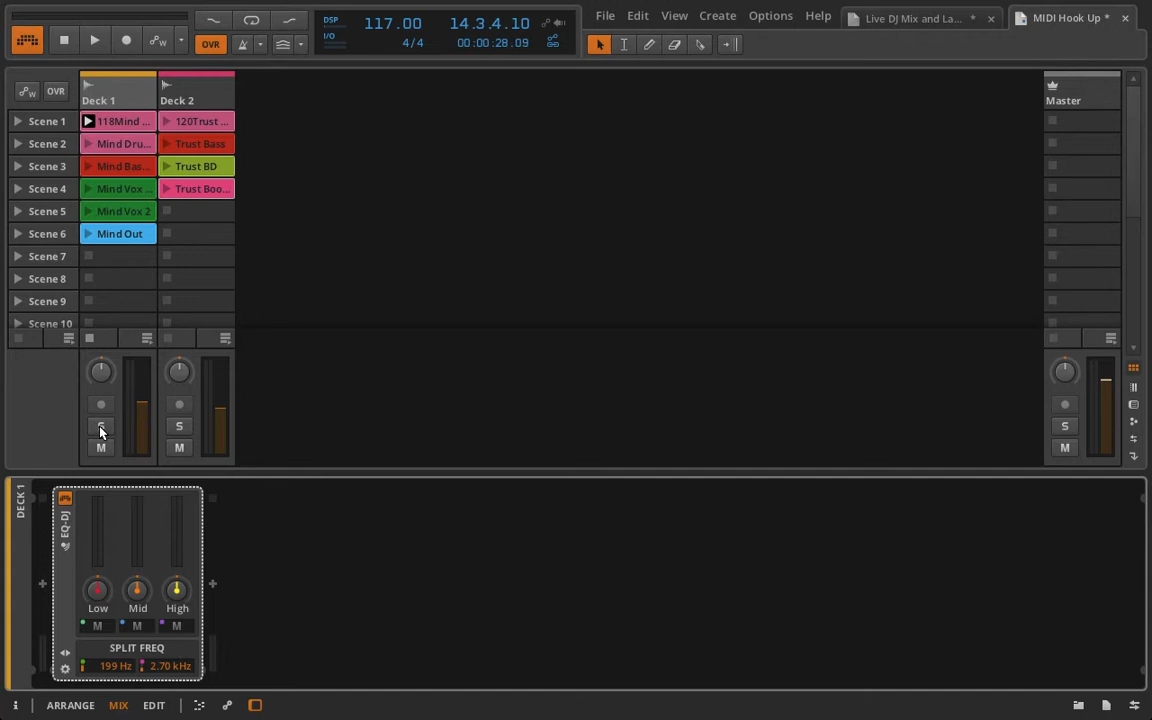 DSP
I/O
117.00
14.3.4.10
4/4
00:00:28.09
OVR
W
File Edit View Create Options Help
Live DJ Mix and La... *
MIDI Hook Up *
W
OVR
Deck 1
Deck 2
Master
Scene 1
118Mind ...
120Trust ...
Scene 2
Mind Dru...
Trust Bass
Scene 3
Mind Bas...
Trust BD
Scene 4
Mind Vox ...
Trust Boo...
Scene 5
Mind Vox 2
Scene 6
Mind Out
Scene 7
Scene 8
Scene 9
Scene 10
S
S
S
M
M
M
DECK 1
EQ-DJ
Low
Mid
High
M
M
M
SPLIT FREQ
199 Hz
2.70 kHz
i
ARRANGE
MIX
EDIT